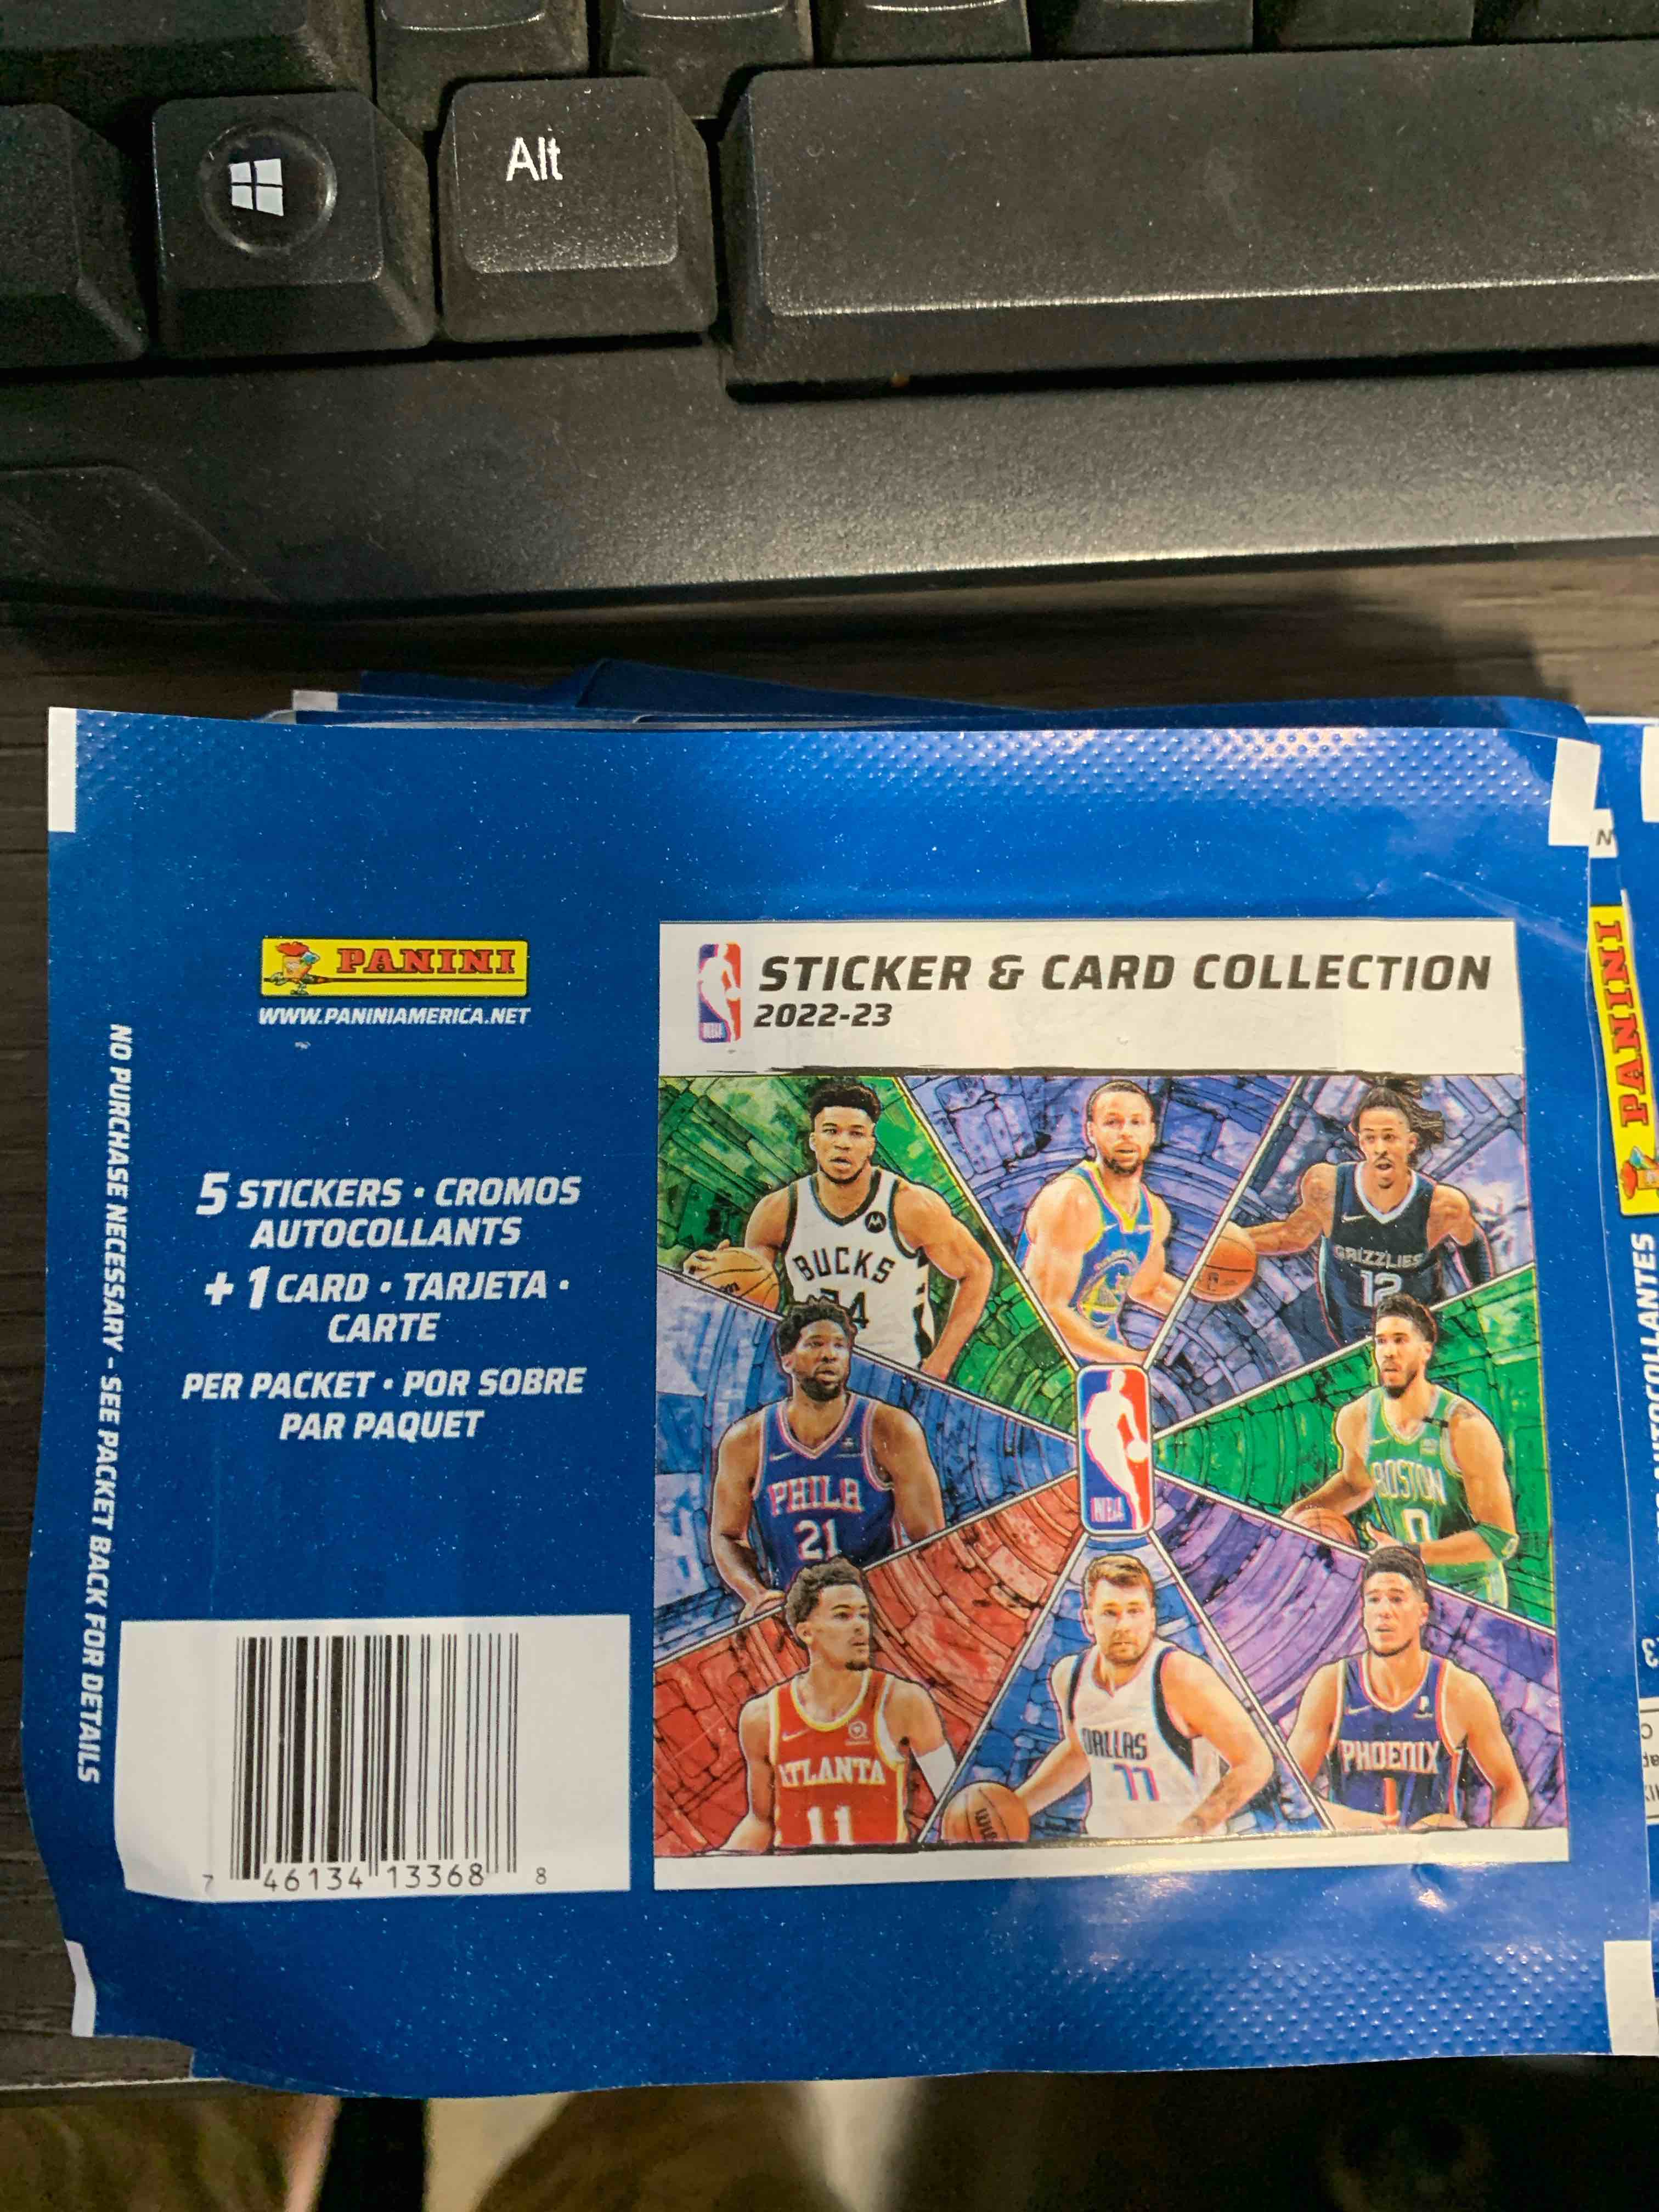 Alt
PANINI
WWW.PANINIAMERICA.NET
NO PURCHASE NECESSARY - SEE PACKET BACK FOR DETAILS
5 STICKERS • CROMOS
AUTOCOLLANTS
+ 1 CARD • TARJETA •
CARTE
PER PACKET • POR SOBRE
PAR PAQUET
7 46134 13368 8
NBA
STICKER & CARD COLLECTION
2022-23
BUCKS
GRIZZLIES
12
PHILA
21
BOSTON
0
NBA
ATLANTA
11
DALLAS
77
PHOENIX
1
PANINI
AUTOCOLLANTES